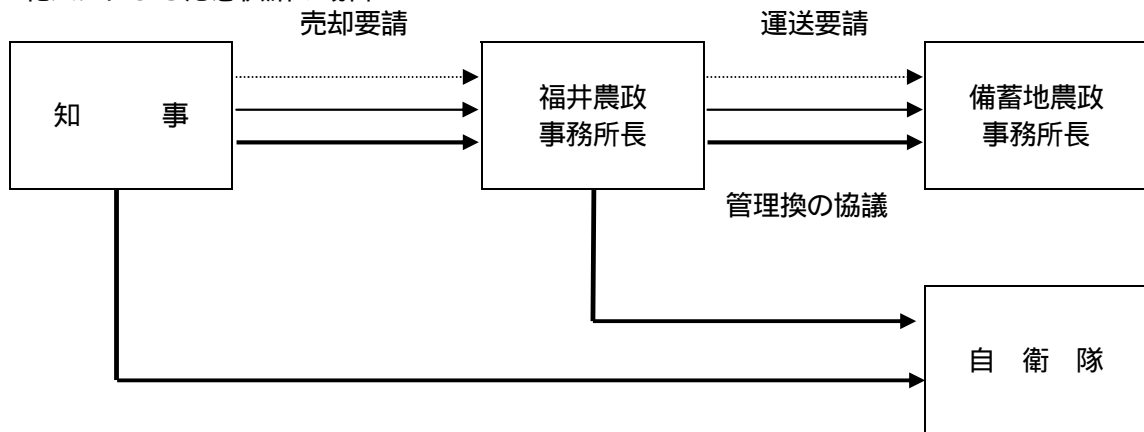 売却要請
運送要請
知 事
福井農政
事務所長
備蓄地農政
事務所長
管理換の協議
自 衛 隊